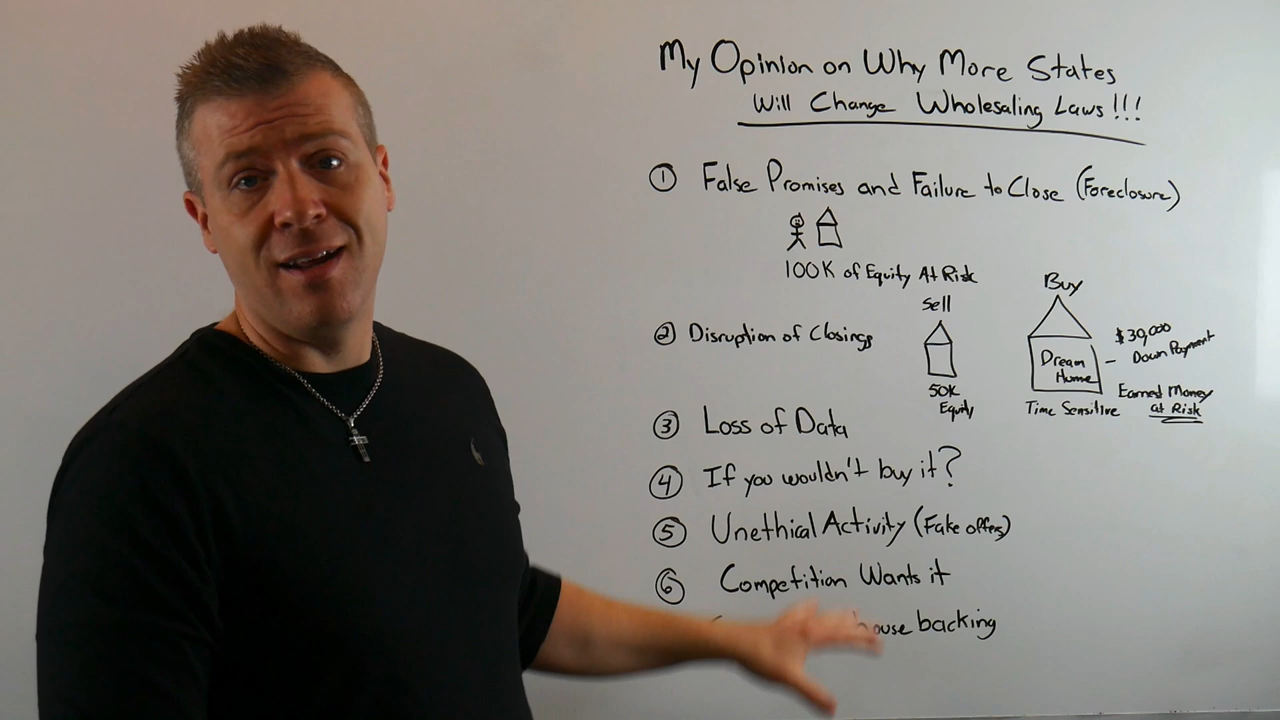 My Opinion on Why More States
Will Change Wholesaling Laws!!!
① False Promises and Failure to Close (Foreclosure)
100K of Equity At Risk
② Disruption of Closings
Sell
50K
Equity
Buy
Dream
Home
Time Sensitive
$30,000
– Down Payment
Earned Money
at Risk
③ Loss of Data
④ If you wouldn't buy it?
⑤ Unethical Activity (Fake offers)
⑥ Competition Wants it
backing